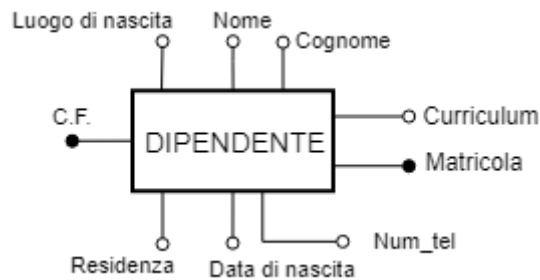 Luogo di nascita
Nome
Cognome
C.F.
DIPENDENTE
Curriculum
Matricola
Num_tel
Residenza
Data di nascita